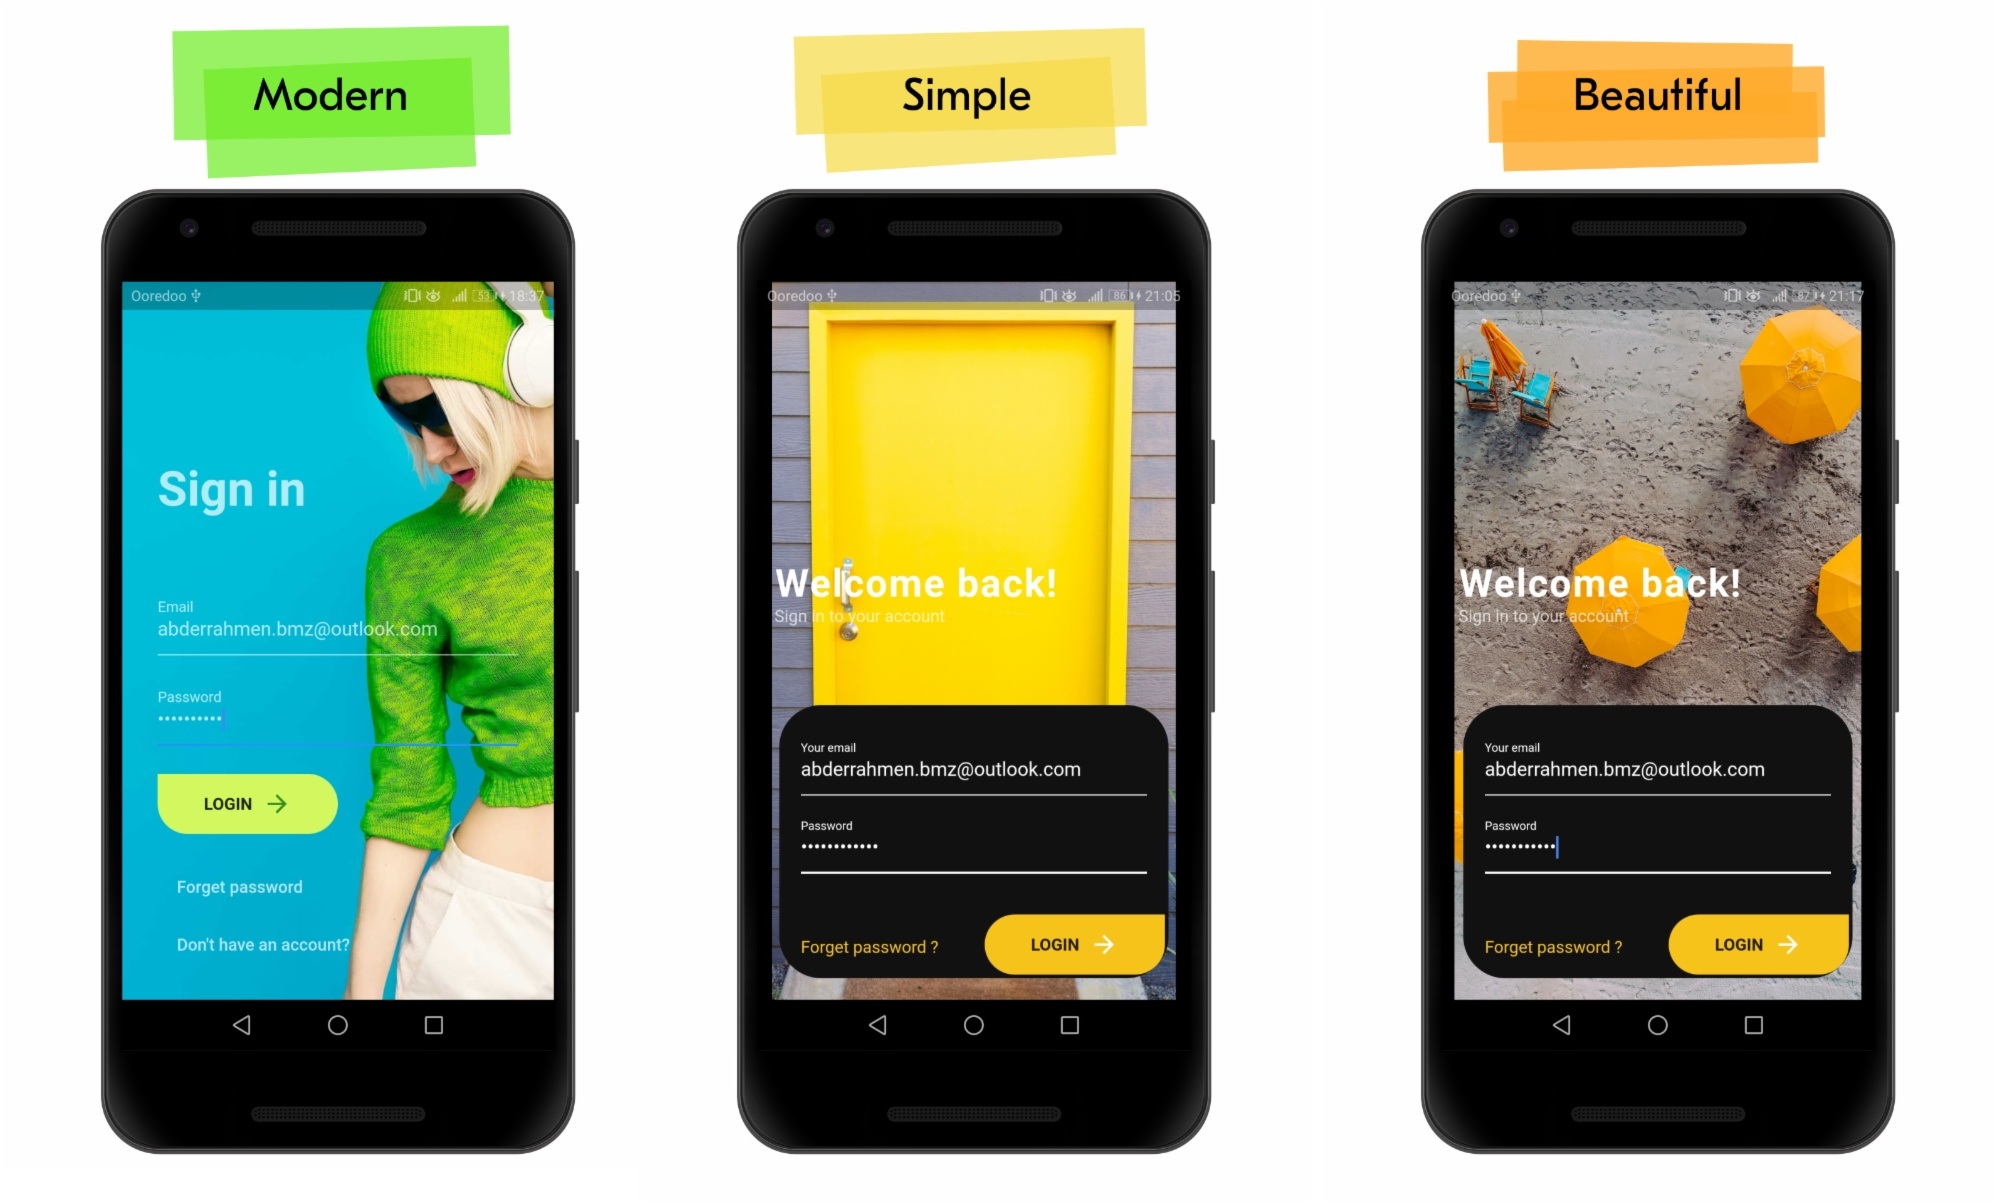 Modern
Simple
Beautiful
Ooredoo 53 18:37
Sign in
Email
abderrahmen.bmz@outlook.com
Password
••••••••••
LOGIN
Forget password
Don't have an account?
Ooredoo 86 21:05
Welcome back!
Sign in to your account
Your email
abderrahmen.bmz@outlook.com
Password
••••••••••••
Forget password ?
LOGIN
Ooredoo 87 21:17
Welcome back!
Sign in to your account
Your email
abderrahmen.bmz@outlook.com
Password
•••••••••••
Forget password ?
LOGIN